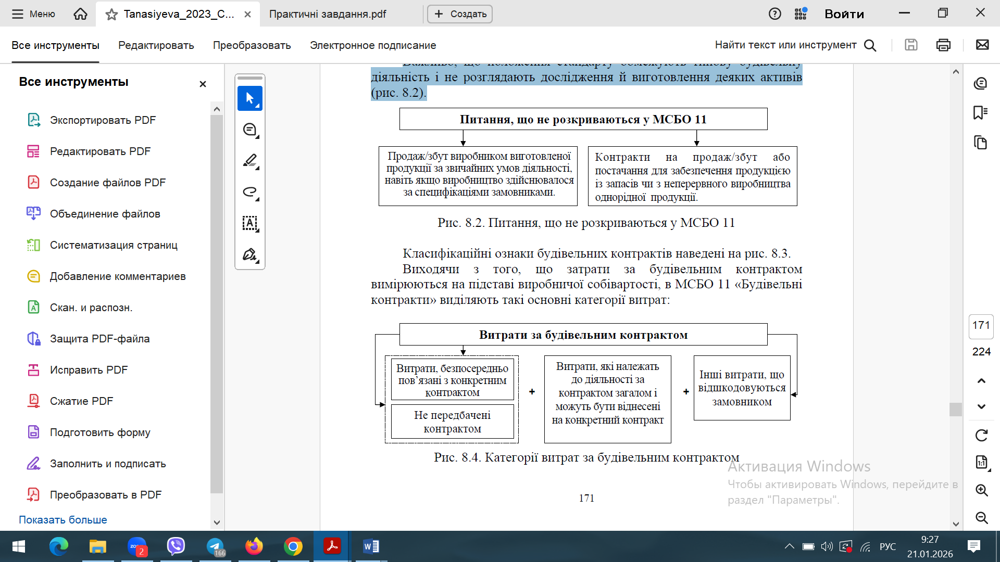 Меню
Tanasiyeva_2023_C...
Практичні завдання.pdf
Создать
Войти
Все инструменты
Редактировать
Преобразовать
Электронное подписание
Найти текст или инструмент
Все инструменты
Экспортировать PDF
Редактировать PDF
Создание файлов PDF
Объединение файлов
Систематизация страниц
Добавление комментариев
Скан. и распозн.
Защита PDF-файла
Исправить PDF
Сжатие PDF
Подготовить форму
Заполнить и подписать
Преобразовать в PDF
Показать больше
Важливо, що положення стандарту обмежують типову будівельну
діяльність і не розглядають дослідження й виготовлення деяких активів
(рис. 8.2).
Питання, що не розкриваються у МСБО 11
Продаж/збут виробником виготовленої
продукції за звичайних умов діяльності,
навіть якщо виробництво здійснювалося
за специфікаціями замовниками.
Контракти на продаж/збут або
постачання для забезпечення продукцією
із запасів чи з неперервного виробництва
однорідної продукції.
Рис. 8.2. Питання, що не розкриваються у МСБО 11
Класифікаційні ознаки будівельних контрактів наведені на рис. 8.3.
Виходячи з того, що затрати за будівельним контрактом
вимірюються на підставі виробничої собівартості, в МСБО 11 «Будівельні
контракти» виділяють такі основні категорії витрат:
Витрати за будівельним контрактом
Витрати, безпосередньо
пов’язані з конкретним
контрактом
Не передбачені
контрактом
+
Витрати, які належать
до діяльності за
контрактом загалом і
можуть бути віднесені
на конкретний контракт
+
Інші витрати, що
відшкодовуються
замовником
Рис. 8.4. Категорії витрат за будівельним контрактом
171
Активация Windows
Чтобы активировать Windows, перейдите в
раздел "Параметры".
171
224
1:1
zoom
2
166
РУС
9:27
21.01.2026